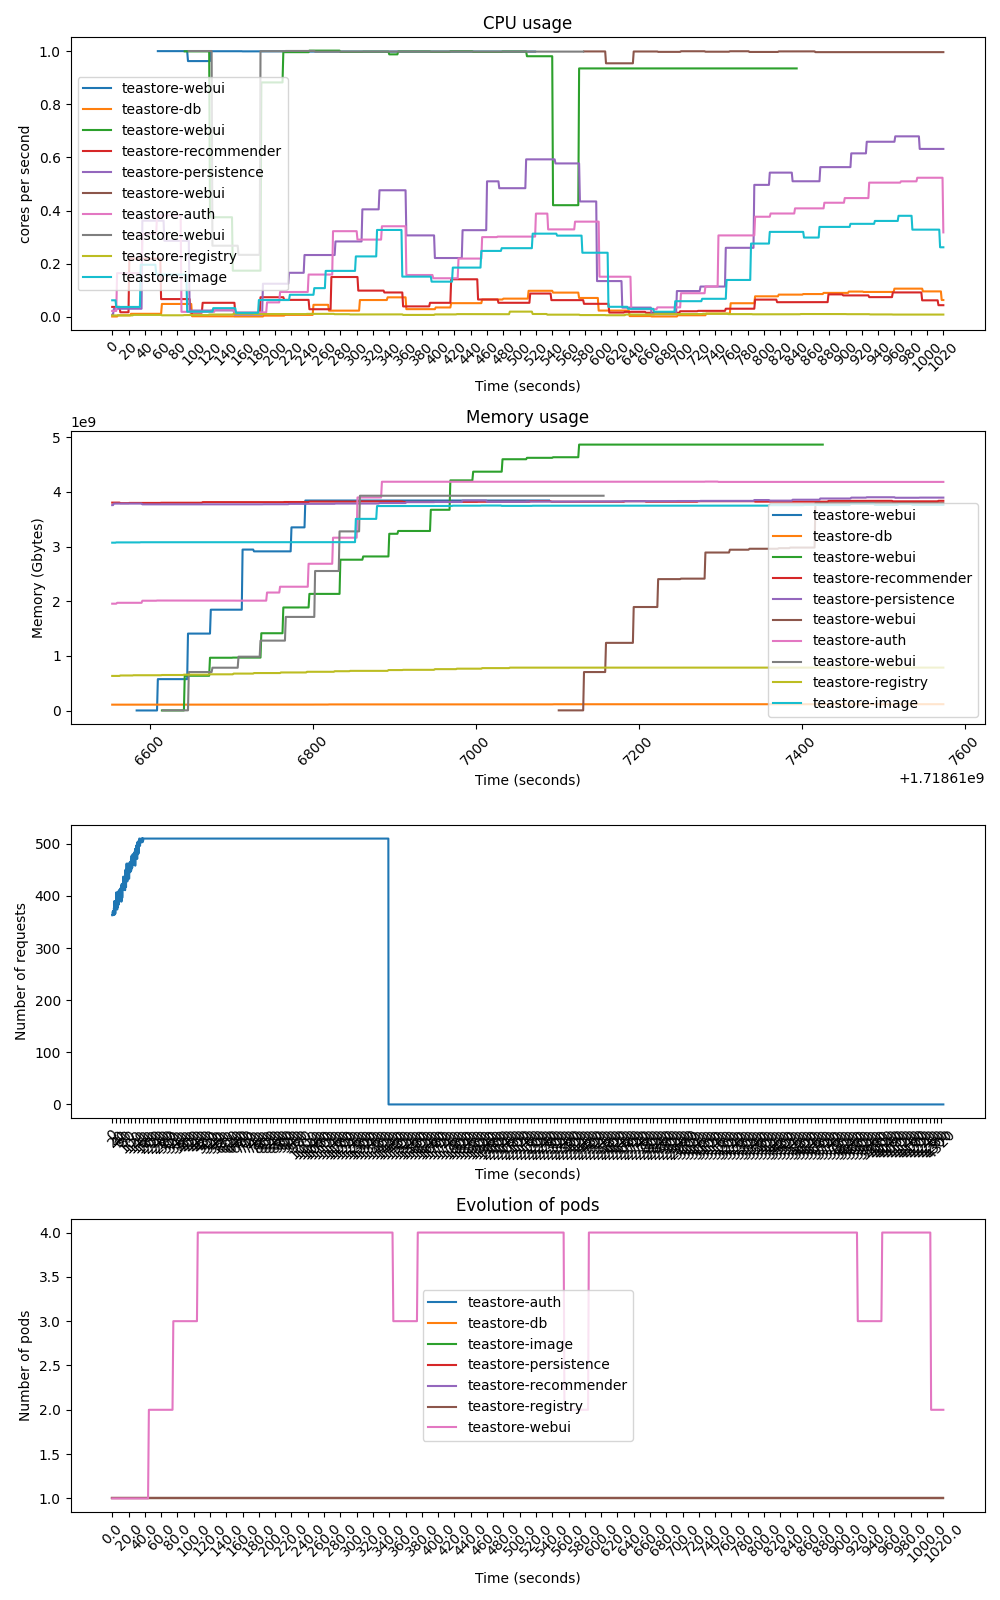 CPU usage
cores per second
1.0
0.8
0.6
0.4
0.2
0.0
teastore-webui
teastore-db
teastore-webui
teastore-recommender
teastore-persistence
teastore-webui
teastore-auth
teastore-webui
teastore-registry
teastore-image
0 20 40 60 80 100 120 140 160 180 200 220 240 260 280 300 320 340 360 380 400 420 440 460 480 500 520 540 560 580 600 620 640 660 680 700 720 740 760 780 800 820 840 860 880 900 920 940 960 980 1000 1020
Time (seconds)
Memory usage
1e9
Memory (Gbytes)
5
4
3
2
1
0
teastore-webui
teastore-db
teastore-webui
teastore-recommender
teastore-persistence
teastore-webui
teastore-auth
teastore-webui
teastore-registry
teastore-image
6600 6800 7000 7200 7400 7600
+1.71861e9
Time (seconds)
Number of requests
500
400
300
200
100
0
Time (seconds)
Evolution of pods
Number of pods
4.0
3.5
3.0
2.5
2.0
1.5
1.0
teastore-auth
teastore-db
teastore-image
teastore-persistence
teastore-recommender
teastore-registry
teastore-webui
0.0 20.0 40.0 60.0 80.0 100.0 120.0 140.0 160.0 180.0 200.0 220.0 240.0 260.0 280.0 300.0 320.0 340.0 360.0 380.0 400.0 420.0 440.0 460.0 480.0 500.0 520.0 540.0 560.0 580.0 600.0 620.0 640.0 660.0 680.0 700.0 720.0 740.0 760.0 780.0 800.0 820.0 840.0 860.0 880.0 900.0 920.0 940.0 960.0 980.0 1000.0 1020.0
Time (seconds)